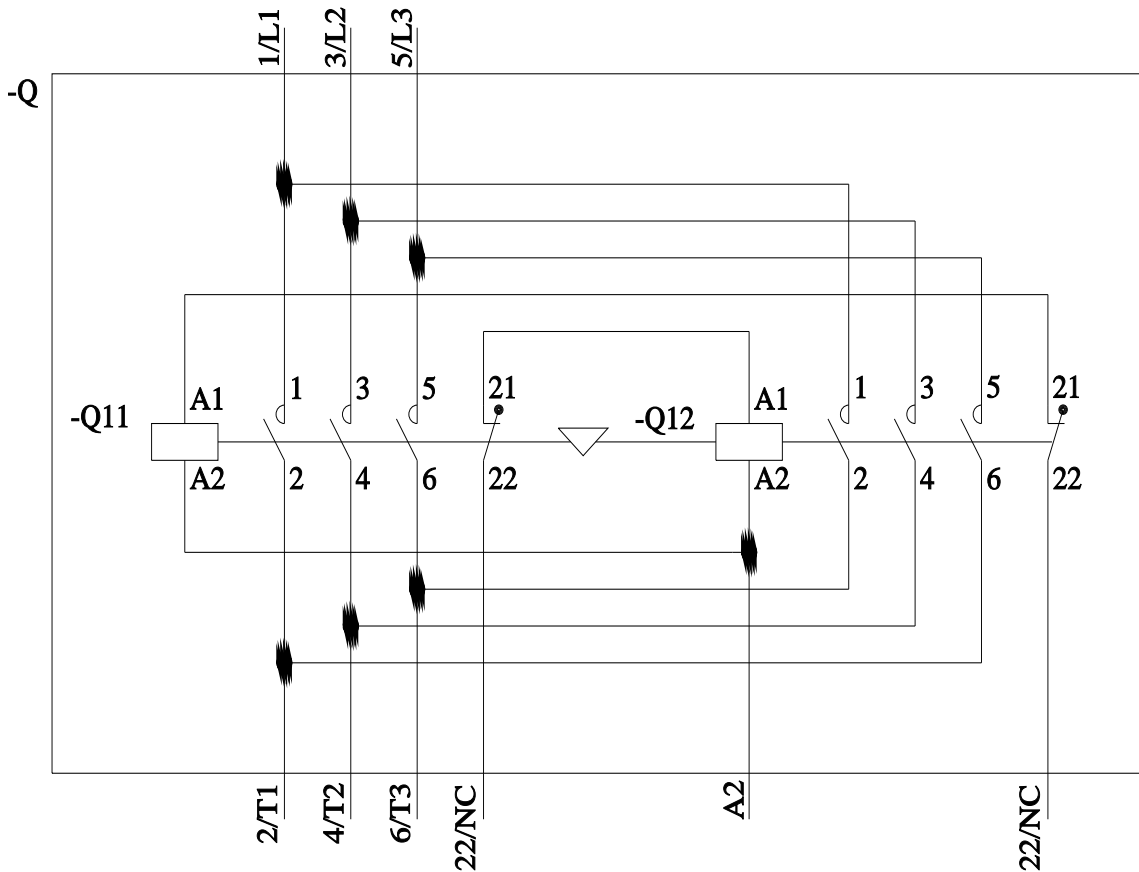 1/L1 3/L2 5/L3
-Q
1 3 5 21 1 3 5 21
A1 A1
-Q11 -Q12
A2 2 4 6 22 A2 2 4 6 22
2/T1 4/T2 6/T3 22/NC A2 22/NC